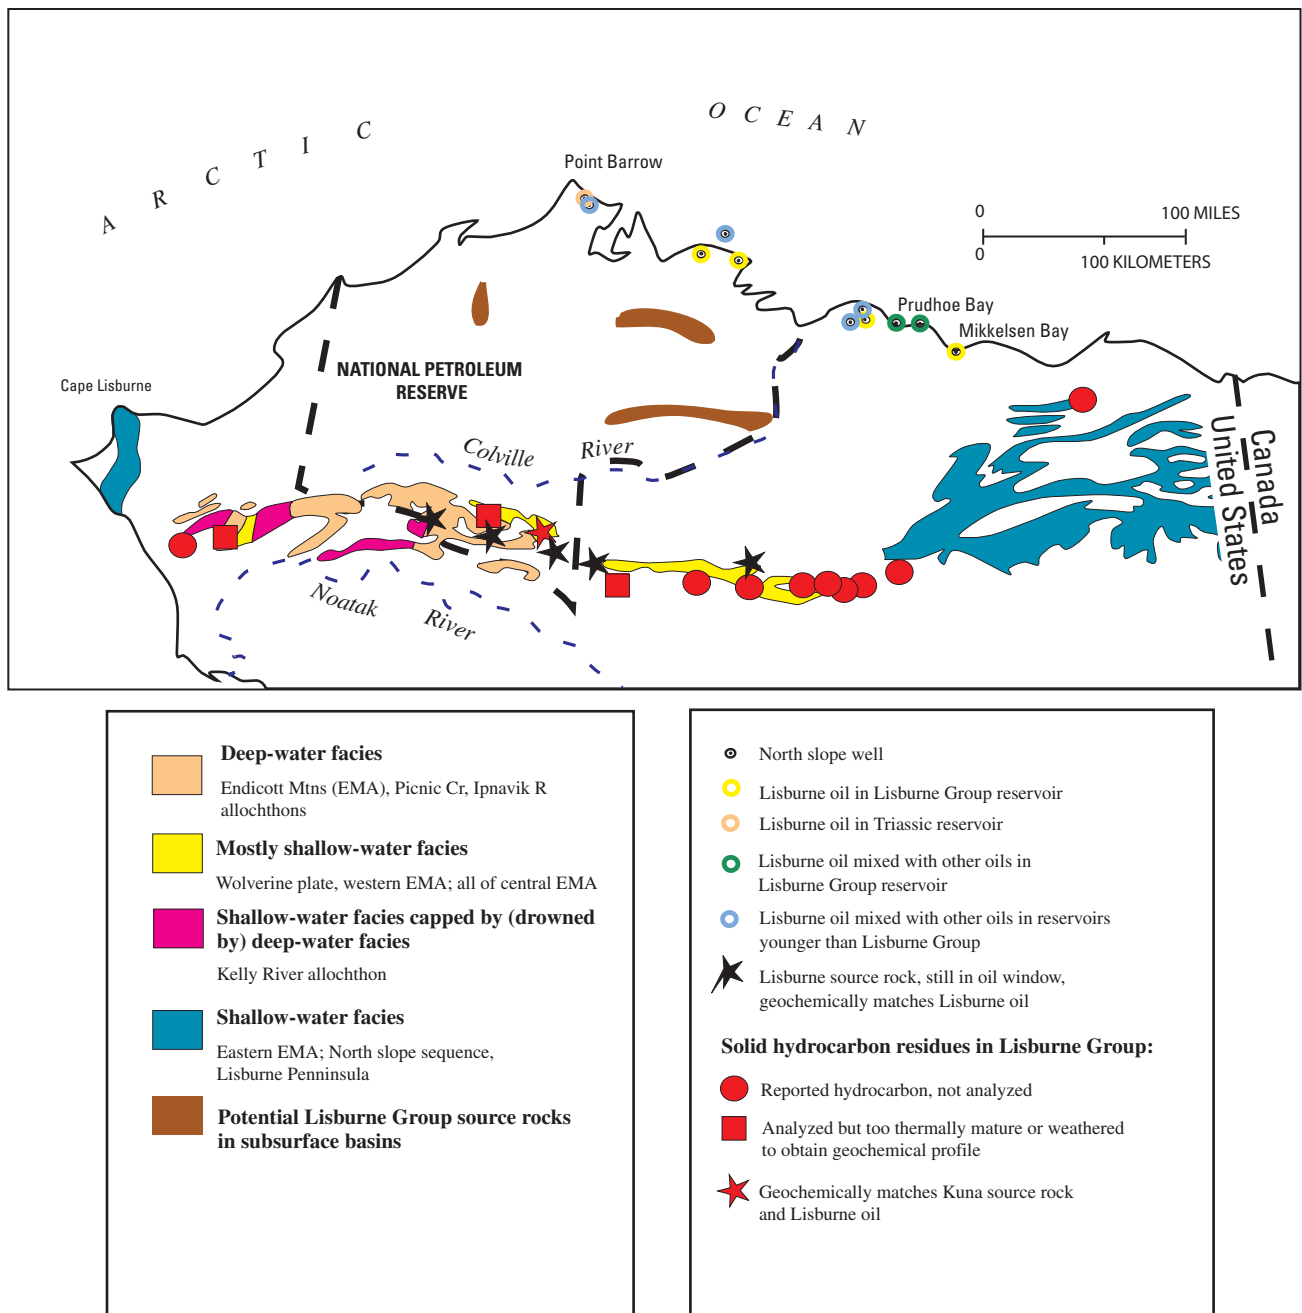 ARCTIC OCEAN
Point Barrow
0 100 MILES
0 100 KILOMETERS
Prudhoe Bay
Mikkelsen Bay
NATIONAL PETROLEUM
RESERVE
Cape Lisburne
Colville River
Canada
United States
Noatak River
Deep-water facies
Endicott Mtns (EMA), Picnic Cr, Ipnavik R
allochthons
Mostly shallow-water facies
Wolverine plate, western EMA; all of central EMA
Shallow-water facies capped by (drowned
by) deep-water facies
Kelly River allochthon
Shallow-water facies
Eastern EMA; North slope sequence,
Lisburne Penninsula
Potential Lisburne Group source rocks
in subsurface basins
North slope well
Lisburne oil in Lisburne Group reservoir
Lisburne oil in Triassic reservoir
Lisburne oil mixed with other oils in
Lisburne Group reservoir
Lisburne oil mixed with other oils in reservoirs
younger than Lisburne Group
Lisburne source rock, still in oil window,
geochemically matches Lisburne oil
Solid hydrocarbon residues in Lisburne Group:
Reported hydrocarbon, not analyzed
Analyzed but too thermally mature or weathered
to obtain geochemical profile
Geochemically matches Kuna source rock
and Lisburne oil